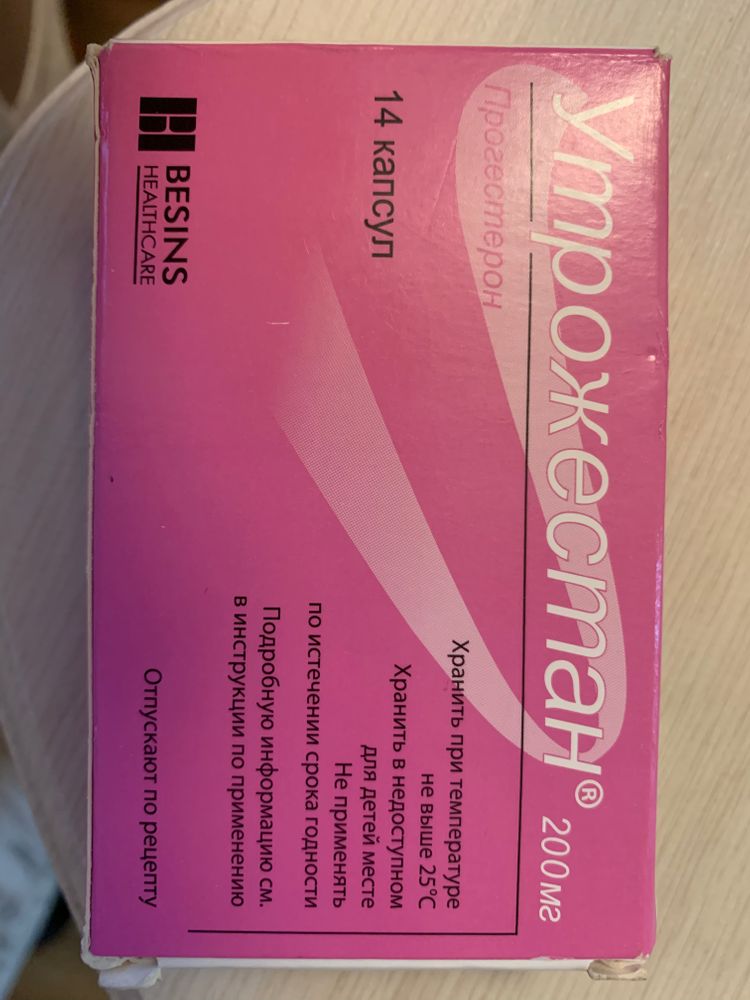 Утрожестан® 200мг
Прогестерон
14 капсул
Хранить при температуре
не выше 25°С
Хранить в недоступном
для детей месте
Не применять
по истечении срока годности
Подробную информацию см.
в инструкции по применению
BESINS
HEALTHCARE
Отпускают по рецепту